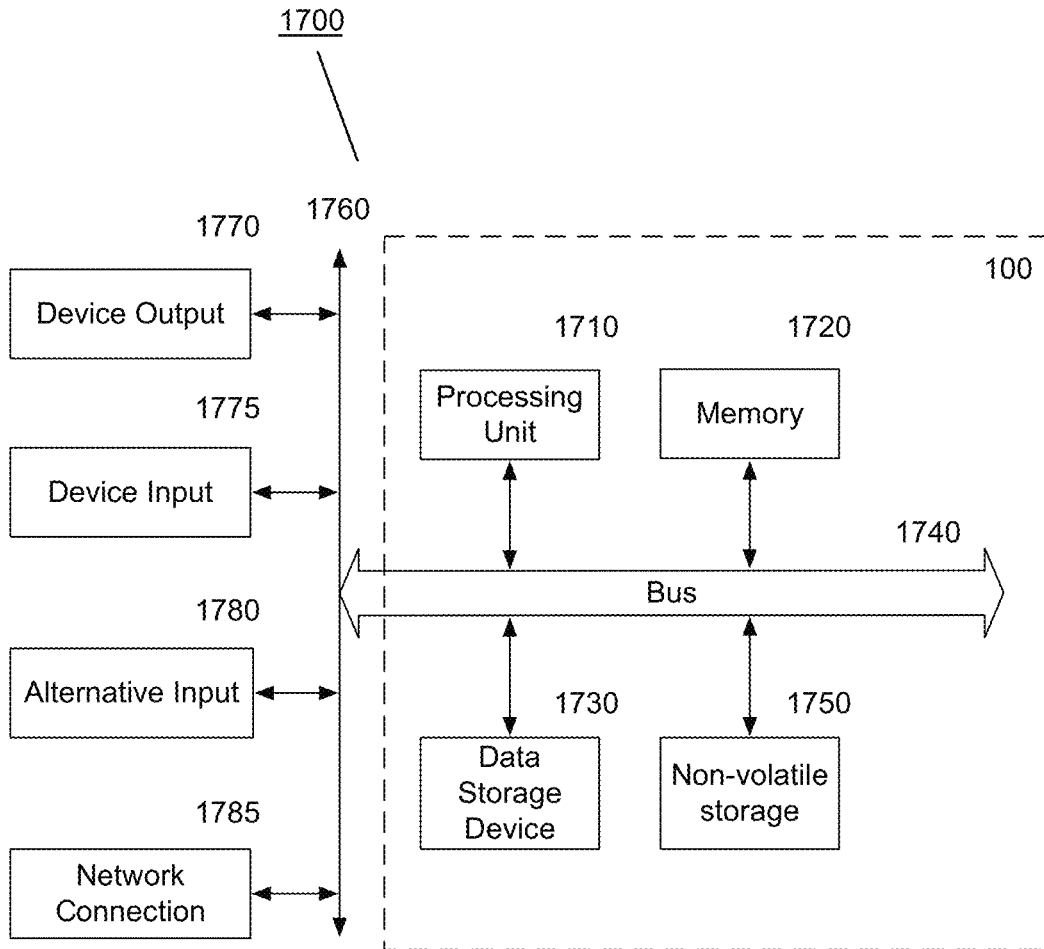 1700
1760
1770
Device Output
100
1710
Processing
Unit
1720
Memory
1775
Device Input
1740
Bus
1780
Alternative Input
1730
Data
Storage
Device
1750
Non-volatile
storage
1785
Network
Connection